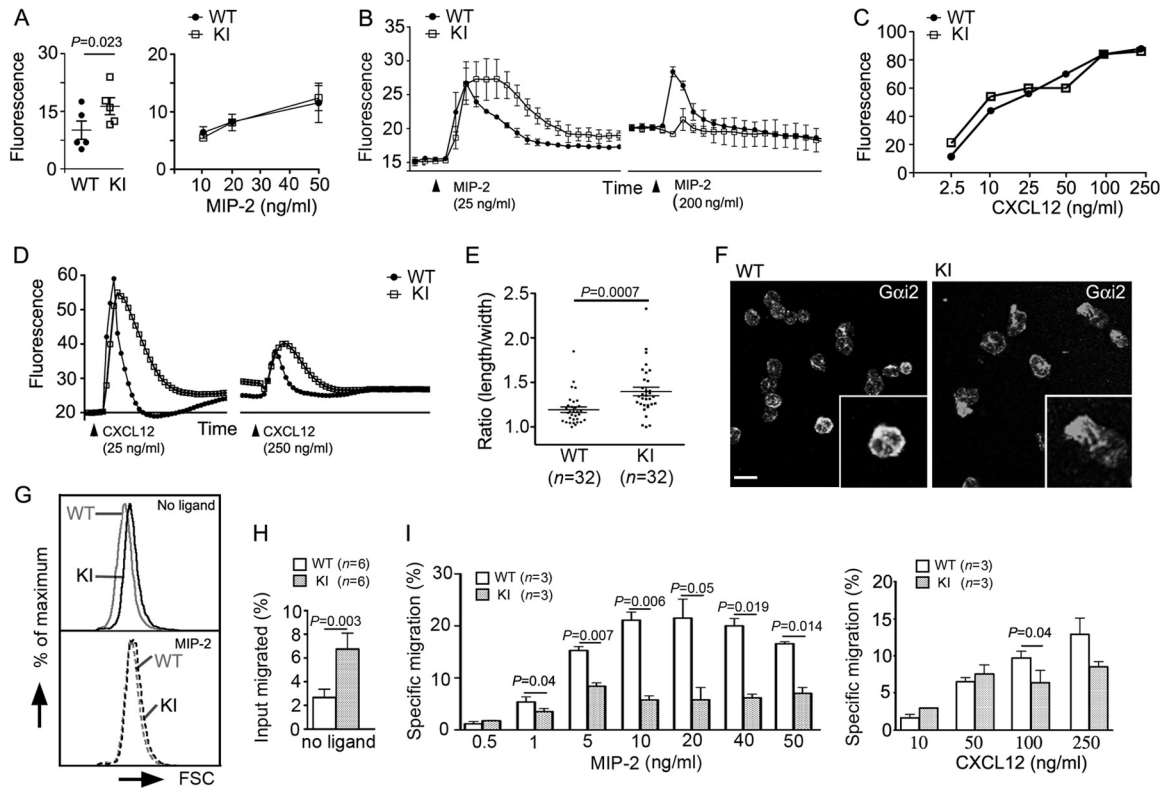 A
WT
KI
P=0.023
Fluorescence
30
15
0
WT KI
20
15
10
5
0
10 20 50
MIP-2 (ng/ml)
B
WT
KI
Fluorescence
35
30
25
20
15
MIP-2
(25 ng/ml)
Time
MIP-2
(200 ng/ml)
C
WT
KI
Fluorescence
100
80
60
40
20
0
2.5 10 25 50 100 250
CXCL12 (ng/ml)
D
WT
KI
Fluorescence
60
50
40
30
20
CXCL12
(25 ng/ml)
Time
CXCL12
(250 ng/ml)
E
P=0.0007
Ratio (length/width)
2.5
2.0
1.5
1.0
WT KI
(n=32) (n=32)
F
WT
Gαi2
KI
Gαi2
G
No ligand
WT
KI
MIP-2
WT
KI
% of maximum
FSC
H
WT (n=6)
KI (n=6)
Input migrated (%)
10
8
6
4
2
0
P=0.003
no ligand
I
WT (n=3)
KI (n=3)
Specific migration (%)
30
20
10
0
P=0.04
P=0.007
P=0.006
P=0.05
P=0.019
P=0.014
0.5 1 5 10 20 40 50
MIP-2 (ng/ml)
WT (n=3)
KI (n=3)
Specific migration (%)
20
15
10
5
0
P=0.04
10 50 100 250
CXCL12 (ng/ml)